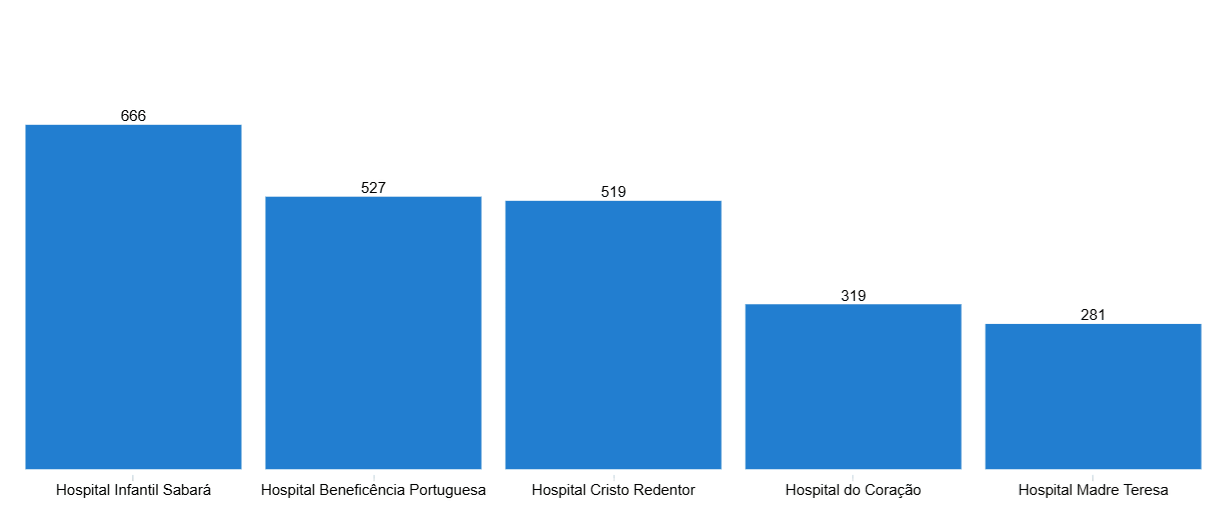 666
527
519
319
281
Hospital Infantil Sabará
Hospital Beneficência Portuguesa
Hospital Cristo Redentor
Hospital do Coração
Hospital Madre Teresa